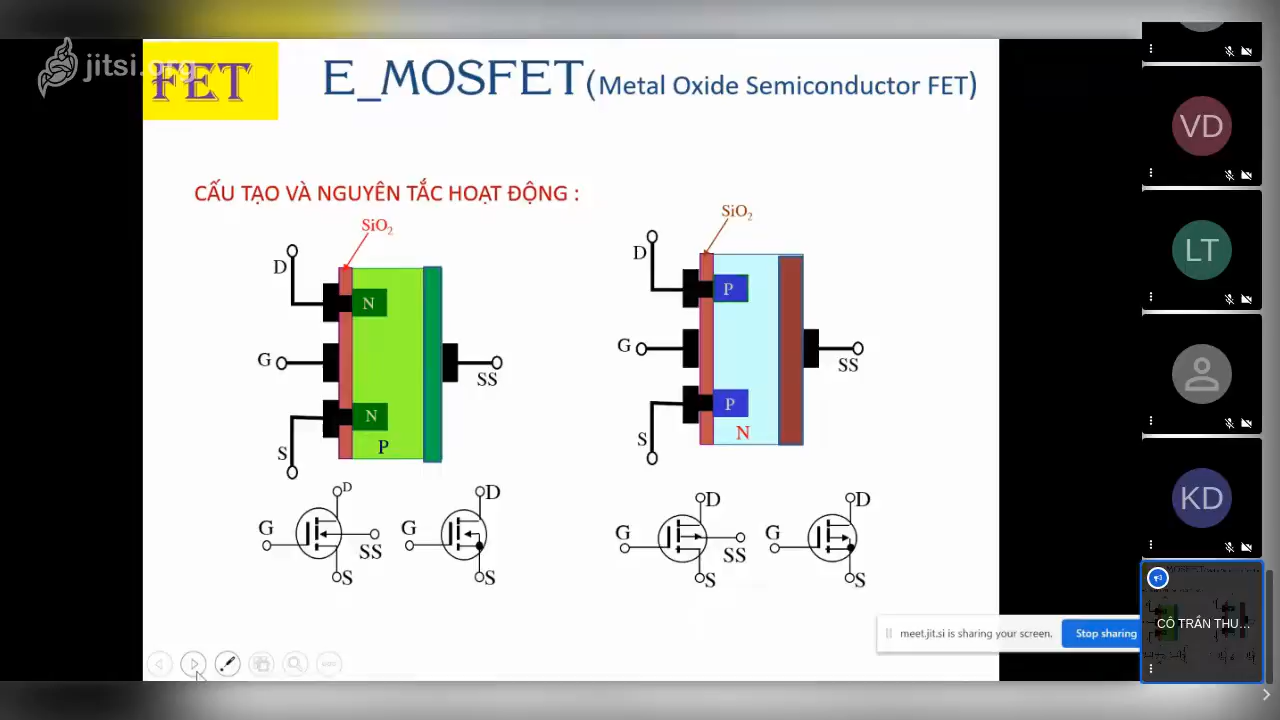 jitsi.org
FET
E_MOSFET(Metal Oxide Semiconductor FET)
CẤU TẠO VÀ NGUYÊN TẮC HOẠT ĐỘNG :
SiO2
D
N
G
SS
N
S
P
SiO2
D
P
G
SS
P
S
N
D
G
SS
S
D
G
S
D
G
SS
S
D
G
S
meet.jit.si is sharing your screen.
Stop sharing
VD
LT
KD
CÔ TRẦN THU...